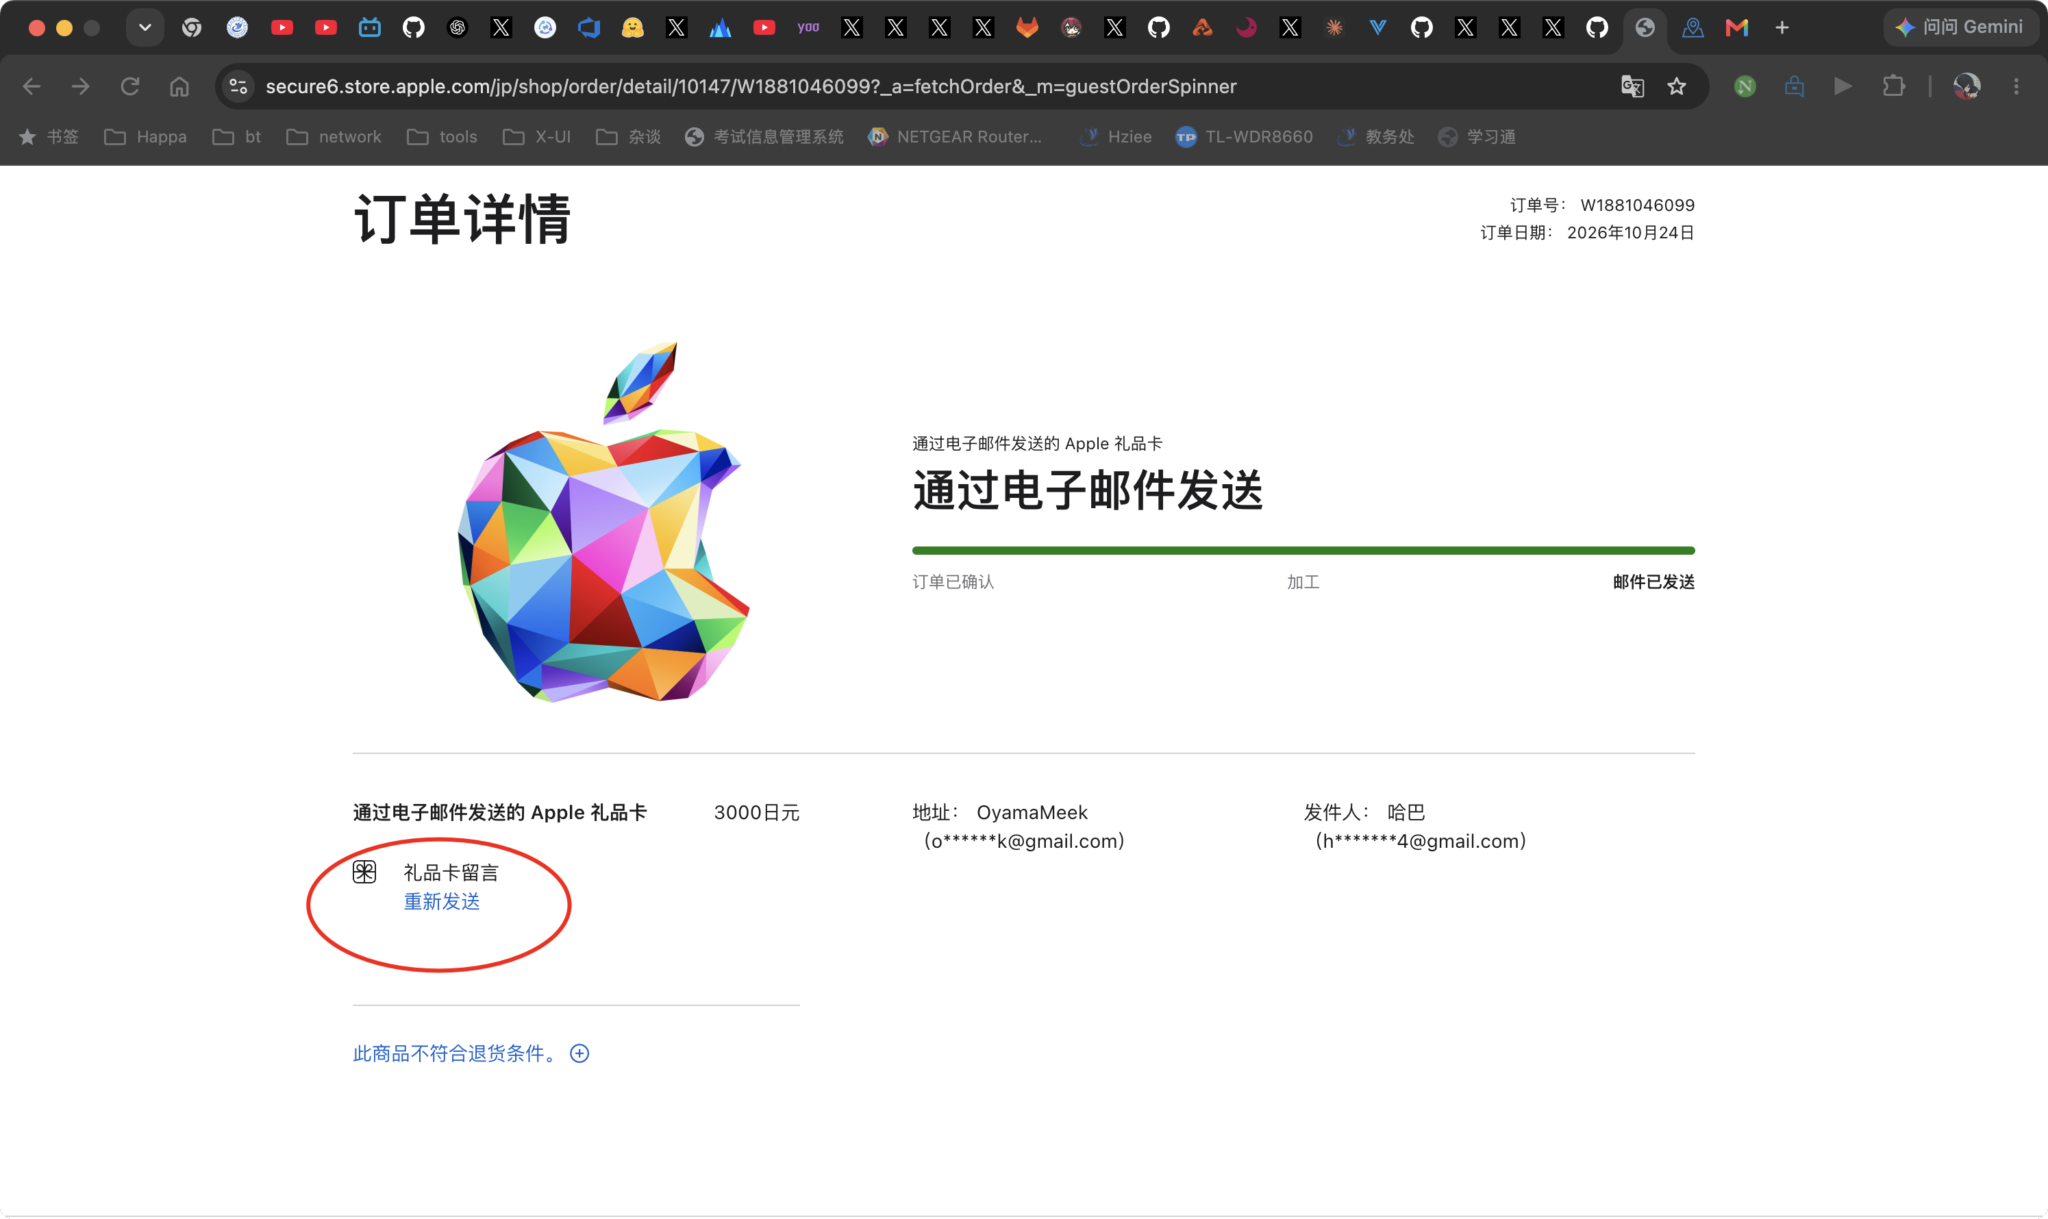 yaa
问问 Gemini
secure6.store.apple.com/jp/shop/order/detail/10147/W1881046099?_a=fetchOrder&_m=guestOrderSpinner
书签
Happa
bt
network
tools
X-UI
杂谈
考试信息管理系统
NETGEAR Router...
Hziee
TL-WDR8660
教务处
学习通
订单详情
订单号： W1881046099
订单日期： 2026年10月24日
通过电子邮件发送的 Apple 礼品卡
通过电子邮件发送
订单已确认
加工
邮件已发送
通过电子邮件发送的 Apple 礼品卡
3000日元
礼品卡留言
重新发送
地址： OyamaMeek
（o******k@gmail.com）
发件人： 哈巴
（h*******4@gmail.com）
此商品不符合退货条件。